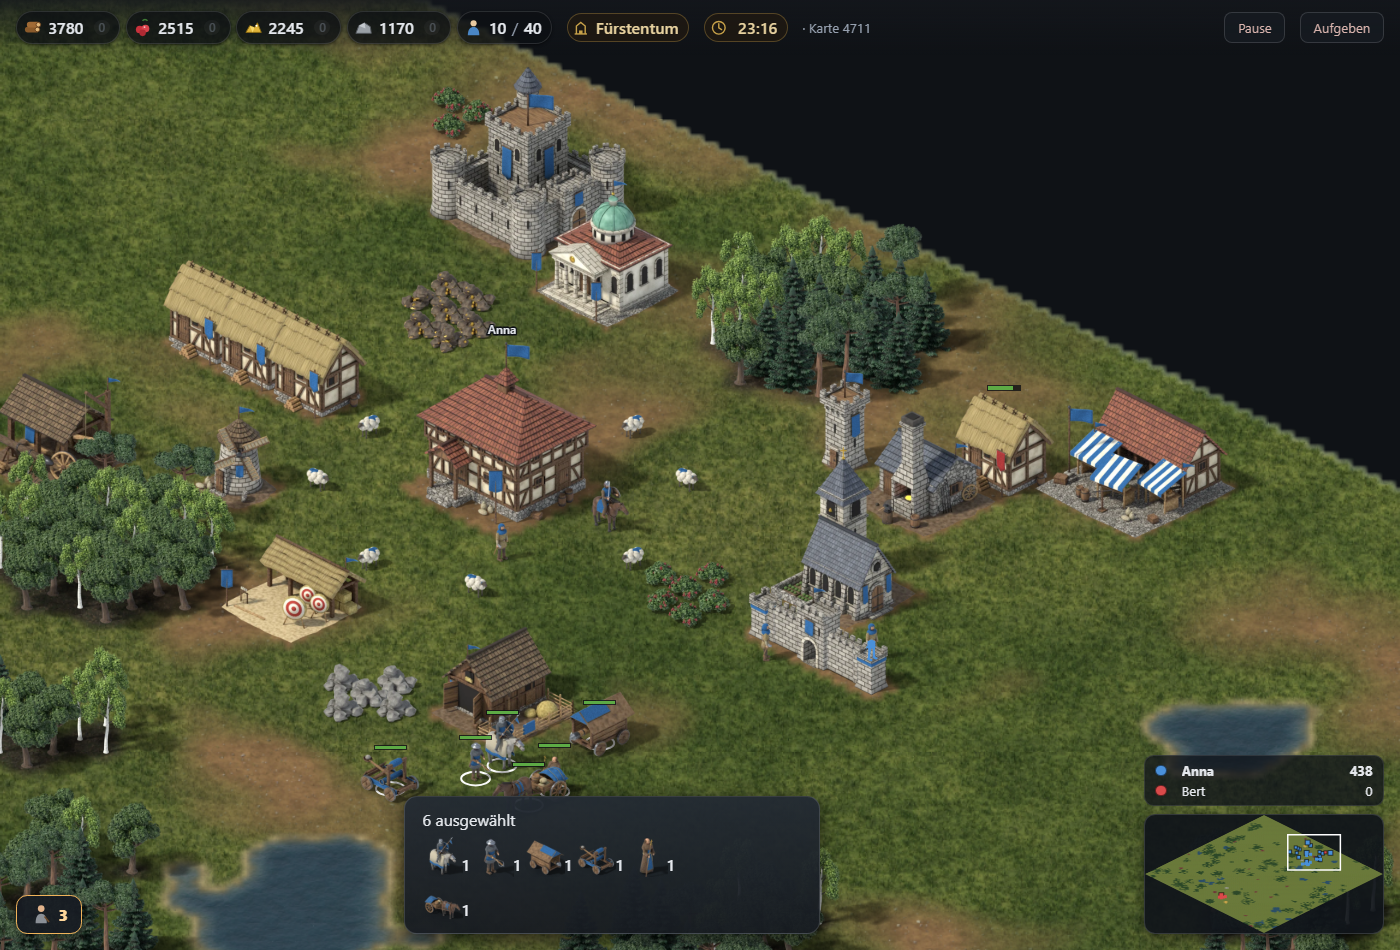 3780 0 2515 0 2245 0 1170 0 10 / 40 Fürstentum 23:16 · Karte 4711 Pause Aufgeben
Anna
Anna 438
Bert 0
6 ausgewählt
1 1 1 1 1
1
3